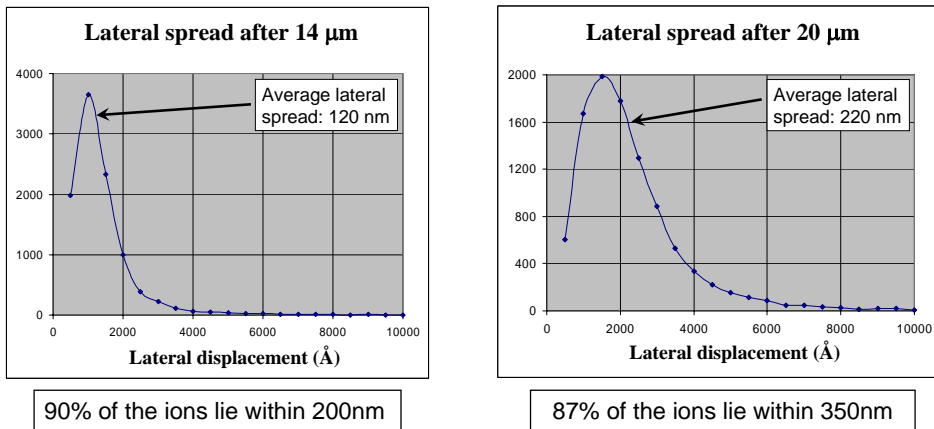 Lateral spread after 14 μm
4000
3000
2000
1000
0
0 2000 4000 6000 8000 10000
Average lateral
spread: 120 nm
Lateral displacement (Å)
90% of the ions lie within 200nm
Lateral spread after 20 μm
2000
1600
1200
800
400
0
0 2000 4000 6000 8000 10000
Average lateral
spread: 220 nm
Lateral displacement (Å)
87% of the ions lie within 350nm